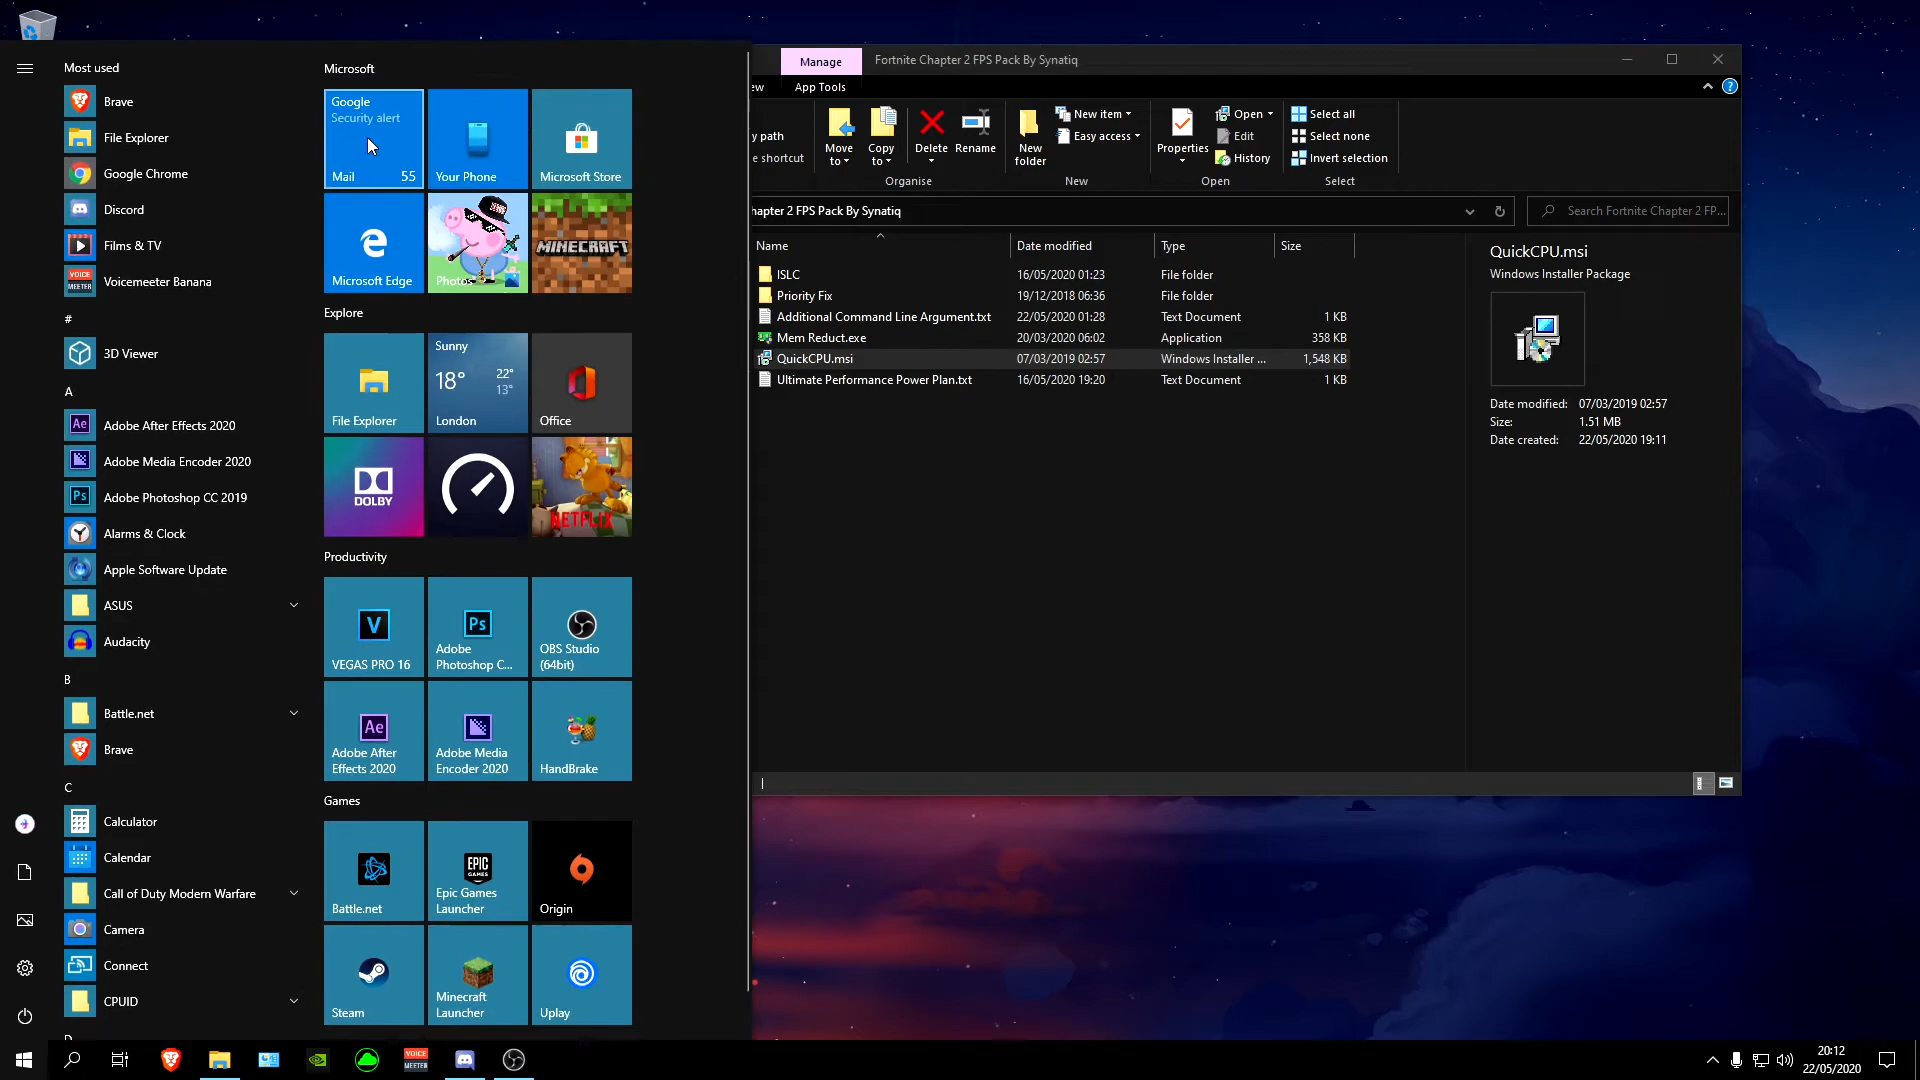 Most used
Brave
File Explorer
Google Chrome
Discord
Films & TV
VOICE
MEETER
Voicemeeter Banana
#
3D Viewer
A
Ae
Adobe After Effects 2020
Adobe Media Encoder 2020
Ps
Adobe Photoshop CC 2019
Alarms & Clock
Apple Software Update
ASUS
Audacity
B
Battle.net
Brave
C
Calculator
Calendar
Call of Duty Modern Warfare
Camera
Connect
CPUID
Microsoft
Google
Security alert
Mail 55
Your Phone
Microsoft Store
Microsoft Edge
Photos
MINECRAFT
Explore
File Explorer
Sunny
18° 22°
13°
London
Office
DOLBY
NETFLIX
Productivity
V
VEGAS PRO 16
Ps
Adobe
Photoshop C...
OBS Studio
(64bit)
Ae
Adobe After
Effects 2020
Adobe Media
Encoder 2020
HandBrake
Games
Battle.net
EPIC
GAMES
Epic Games
Launcher
Origin
Steam
Minecraft
Launcher
Uplay
Manage
Fortnite Chapter 2 FPS Pack By Synatiq
ew
App Tools
y path
e shortcut
Move
to
Copy
to
Delete
Rename
Organise
New
folder
New item
Easy access
New
Properties
Open
Edit
History
Open
Select all
Select none
Invert selection
Select
hapter 2 FPS Pack By Synatiq
Search Fortnite Chapter 2 FP...
Name Date modified Type Size
ISLC 16/05/2020 01:23 File folder
Priority Fix 19/12/2018 06:36 File folder
Additional Command Line Argument.txt 22/05/2020 01:28 Text Document 1 KB
Mem Reduct.exe 20/03/2020 06:02 Application 358 KB
QuickCPU.msi 07/03/2019 02:57 Windows Installer ... 1,548 KB
Ultimate Performance Power Plan.txt 16/05/2020 19:20 Text Document 1 KB
QuickCPU.msi
Windows Installer Package
Date modified: 07/03/2019 02:57
Size: 1.51 MB
Date created: 22/05/2020 19:11
VOICE
MEETER
20:12
22/05/2020